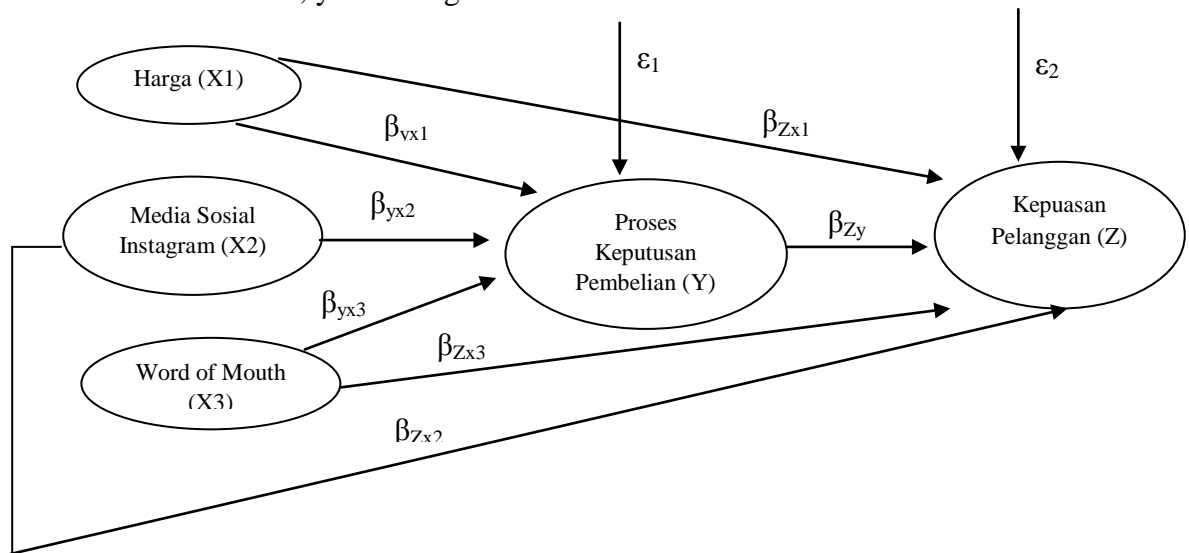 , y
g
ε1
ε2
Harga (X1)
βyx1
βZx1
Media Sosial
Instagram (X2)
βyx2
Proses
Keputusan
Pembelian (Y)
βZy
Kepuasan
Pelanggan (Z)
βyx3
Word of Mouth
(X3)
βZx3
βZx2